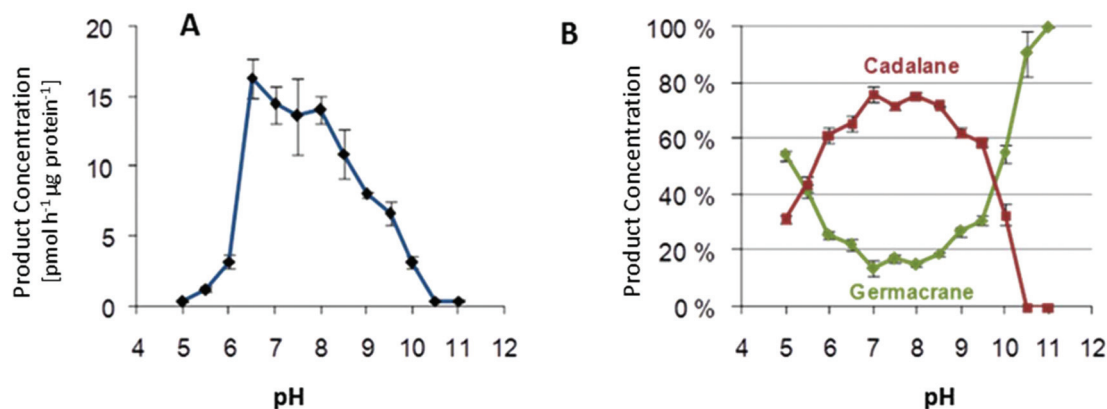 A
Product Concentration
[pmol h⁻¹ µg protein⁻¹]
20
15
10
5
0
4 5 6 7 8 9 10 11 12
pH
B
Product Concentration
100 %
80 %
60 %
40 %
20 %
0 %
Cadalane
Germacrane
4 5 6 7 8 9 10 11 12
pH